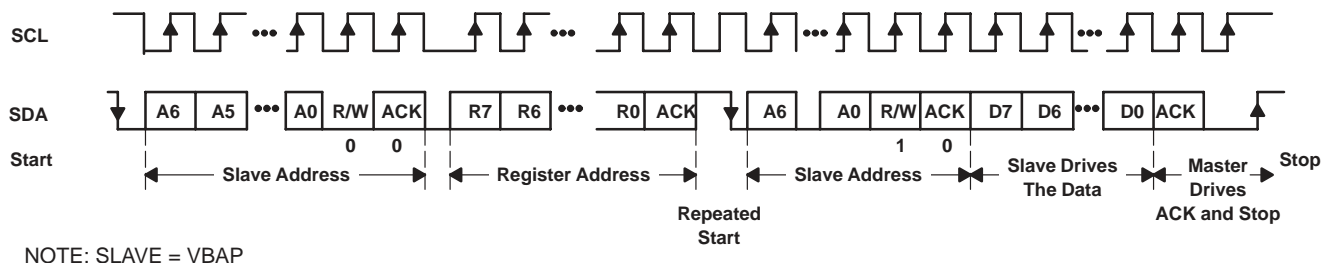 SCL
SDA A6 A5 ••• A0 R/W ACK R7 R6 ••• R0 ACK A6 A0 R/W ACK D7 D6 ••• D0 ACK
0 0 1 0
Start Slave Address Register Address Slave Address Slave Drives Master Stop
The Data Drives
Repeated ACK and Stop
Start
NOTE: SLAVE = VBAP